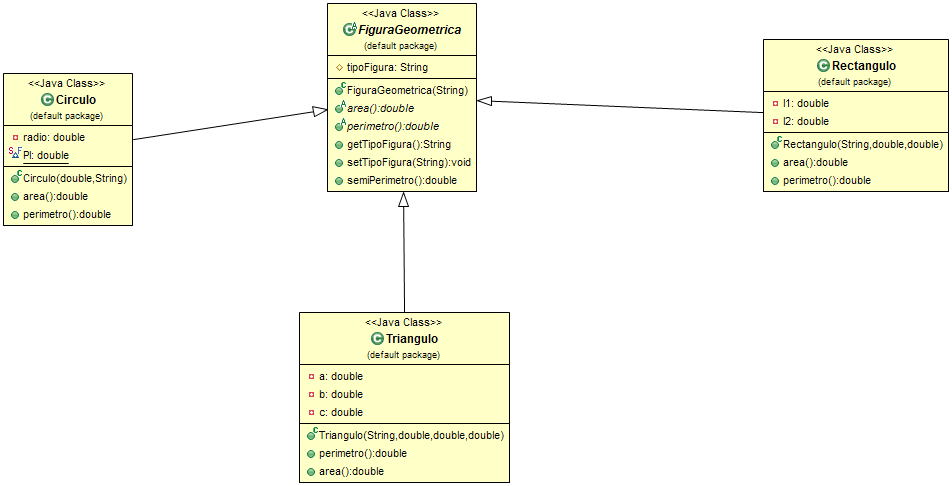 <<Java Class>>
FiguraGeometrica
(default package)
tipoFigura: String
FiguraGeometrica(String)
area():double
perimetro():double
getTipoFigura():String
setTipoFigura(String):void
semiPerimetro():double
<<Java Class>>
Circulo
(default package)
radio: double
PI: double
Circulo(double,String)
area():double
perimetro():double
<<Java Class>>
Rectangulo
(default package)
l1: double
l2: double
Rectangulo(String,double,double)
area():double
perimetro():double
<<Java Class>>
Triangulo
(default package)
a: double
b: double
c: double
Triangulo(String,double,double,double)
perimetro():double
area():double